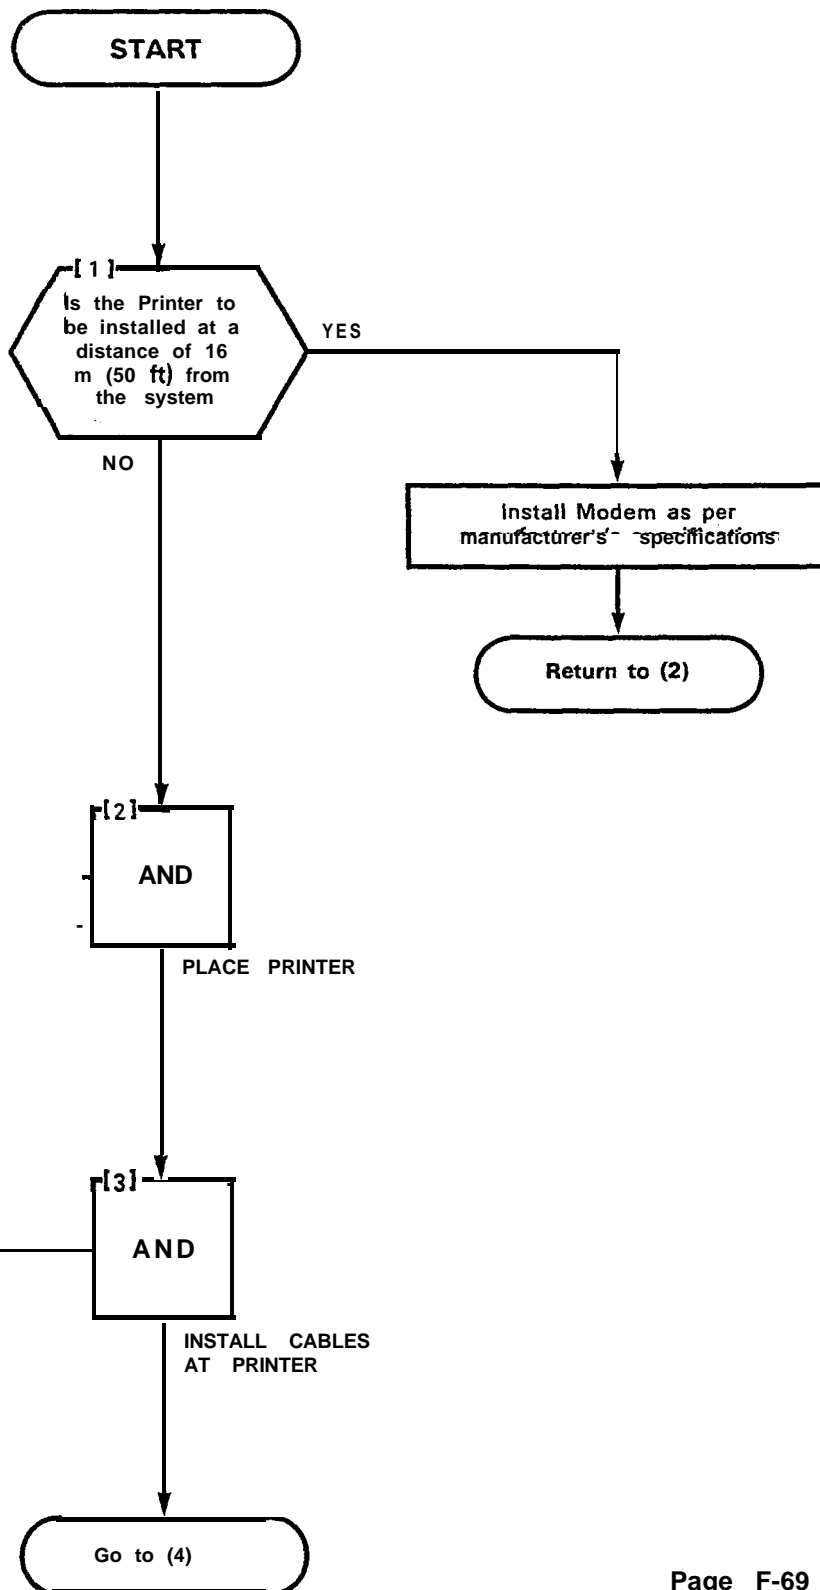 START
[1]
Is the Printer to
be installed at a
distance of 16
m (50 ft) from
the system
YES
NO
Install Modem as per
manufacturer's specifications
Return to (2)
[2]
AND
PLACE PRINTER
[3]
AND
INSTALL CABLES
AT PRINTER
Go to (4)
Page F-69